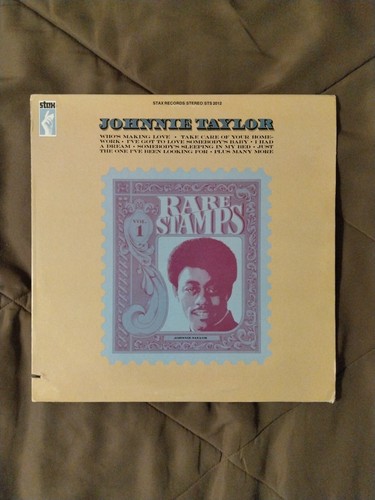 stax
STAX RECORDS STEREO STS 2012
JOHNNIE TAYLOR
WHO'S MAKING LOVE • TAKE CARE OF YOUR HOME-
WORK • I'VE GOT TO LOVE SOMEBODY'S BABY • I HAD
A DREAM • SOMEBODY'S SLEEPING IN MY BED • JUST
THE ONE I'VE BEEN LOOKING FOR • PLUS MANY MORE
RARE
STAMPS
VOL.
1
JOHNNIE TAYLOR